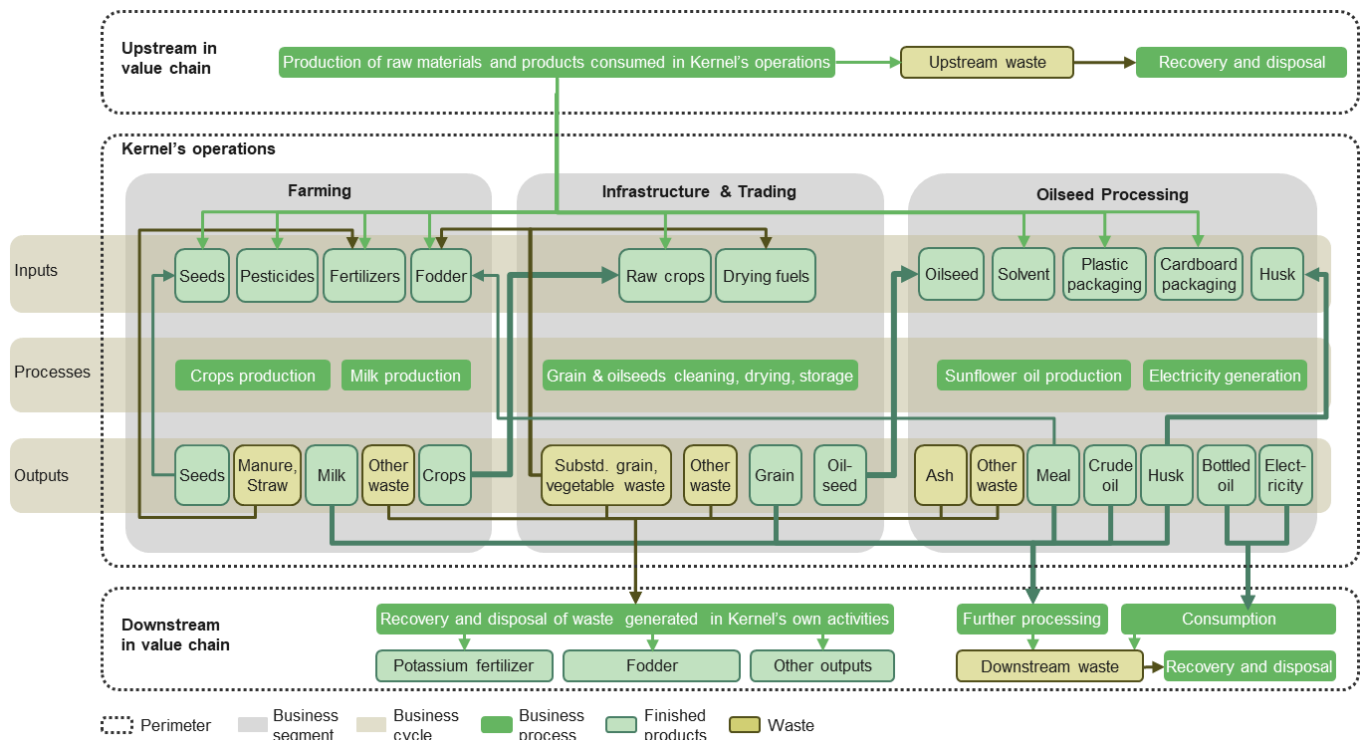 Upstream in
value chain
Production of raw materials and products consumed in Kernel's operations
Upstream waste
Recovery and disposal
Kernel's operations
Farming
Infrastructure & Trading
Oilseed Processing
Inputs
Seeds
Pesticides
Fertilizers
Fodder
Raw crops
Drying fuels
Oilseed
Solvent
Plastic
packaging
Cardboard
packaging
Husk
Processes
Crops production
Milk production
Grain & oilseeds cleaning, drying, storage
Sunflower oil production
Electricity generation
Outputs
Seeds
Manure,
Straw
Milk
Other
waste
Crops
Substd. grain,
vegetable waste
Other
waste
Grain
Oil-
seed
Ash
Other
waste
Meal
Crude
oil
Husk
Bottled
oil
Elect-
ricity
Downstream
in value chain
Recovery and disposal of waste generated in Kernel's own activities
Further processing
Consumption
Potassium fertilizer
Fodder
Other outputs
Downstream waste
Recovery and disposal
Perimeter
Business
segment
Business
cycle
Business
process
Finished
products
Waste